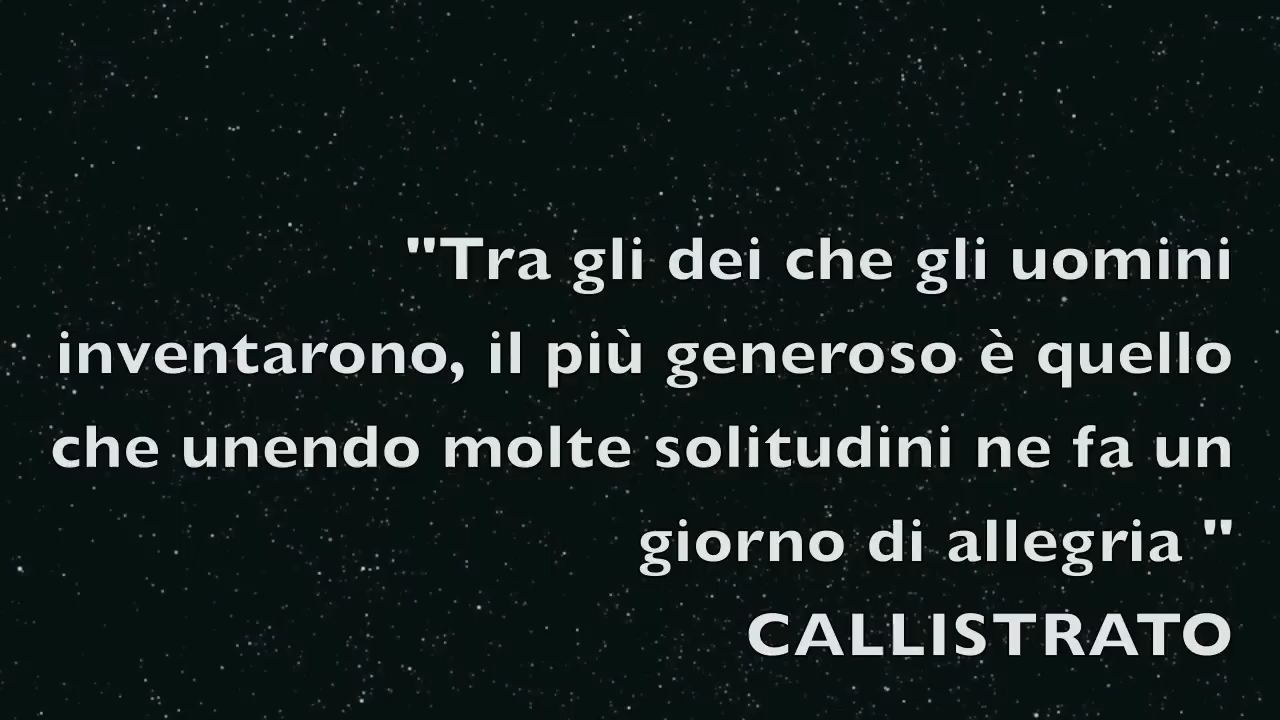 "Tra gli dei che gli uomini
inventarono, il più generoso è quello
che unendo molte solitudini ne fa un
giorno di allegria "
CALLISTRATO